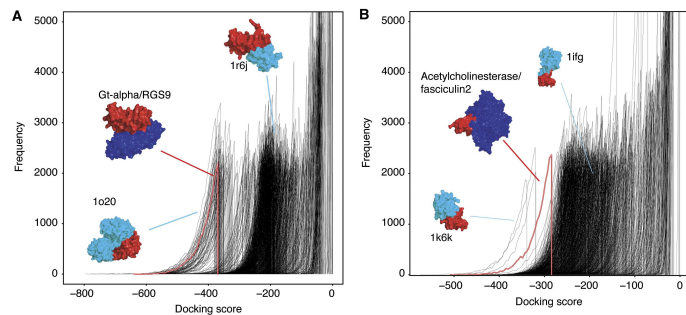 A
5000
4000
3000
2000
1000
0
Frequency
1r6j
Gt-alpha/RGS9
1o20
−800
−600
−400
−200
0
Docking score
B
5000
4000
3000
2000
1000
0
Frequency
1ifg
Acetylcholinesterase/
fasciculin2
1k6k
−500
−400
−300
−200
−100
0
Docking score